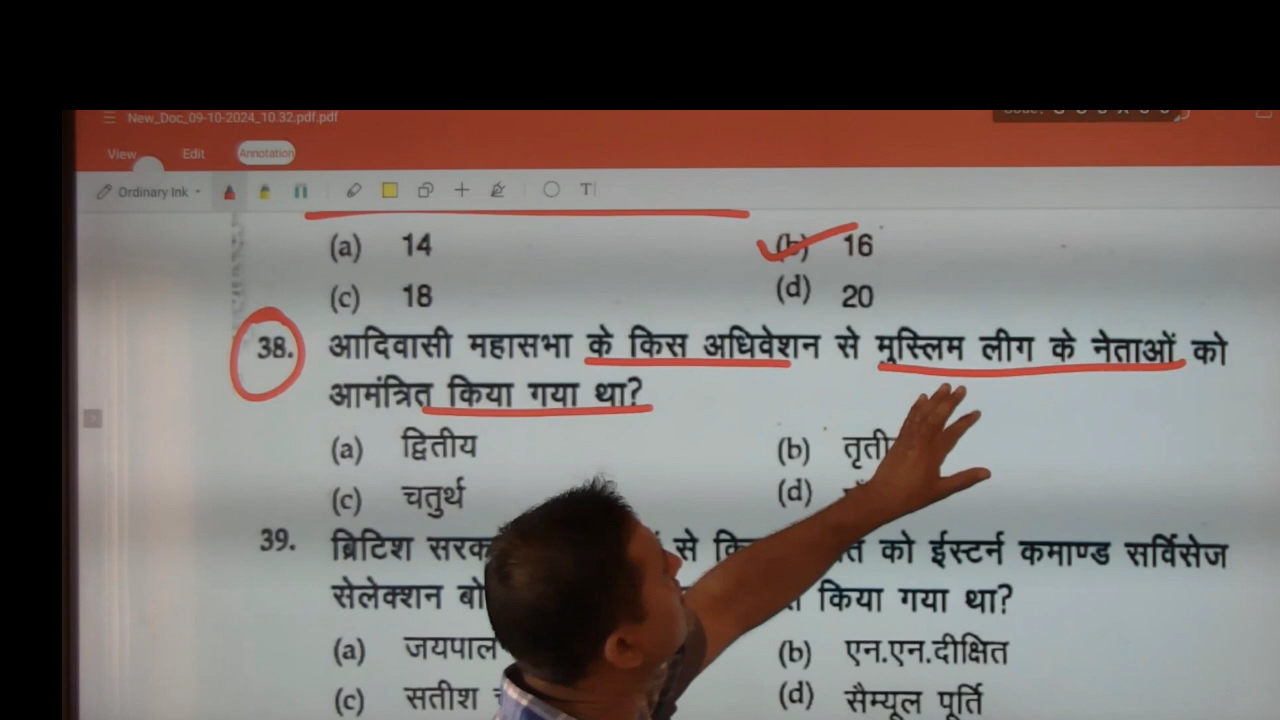 New_Doc_09-10-2024_10.32.pdf.pdf
View Edit Annotation
Ordinary Ink T
(a) 14 (b) 16
(c) 18 (d) 20
38. आदिवासी महासभा के किस अधिवेशन से मुस्लिम लीग के नेताओं को
आमंत्रित किया गया था?
(a) द्वितीय (b)
(c) चतुर्थ (d)
39. ब्रिटिश से को ईस्टर्न कमाण्ड सर्विसेज
सेलेक्शन किया गया था?
(a) जयपाल (b) एन.एन.दीक्षित
(c) सतीश (d) सैम्यूल पूर्ति